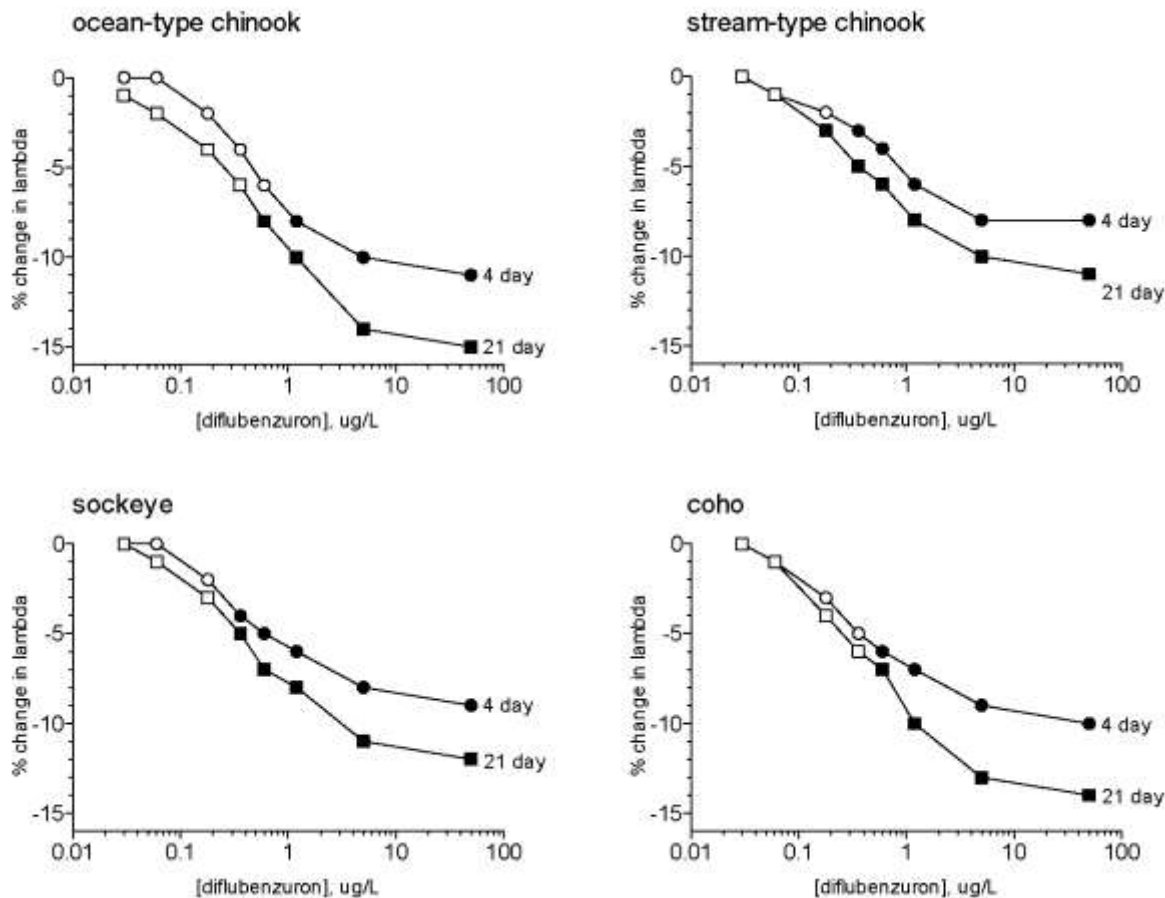 ocean-type chinook
0
-5
-10
-15
% change in lambda
4 day
21 day
0.01 0.1 1 10 100
[diflubenzuron], ug/L
stream-type chinook
0
-5
-10
-15
% change in lambda
4 day
21 day
0.01 0.1 1 10 100
[diflubenzuron], ug/L
sockeye
0
-5
-10
-15
% change in lambda
4 day
21 day
0.01 0.1 1 10 100
[diflubenzuron], ug/L
coho
0
-5
-10
-15
% change in lambda
4 day
21 day
0.01 0.1 1 10 100
[diflubenzuron], ug/L